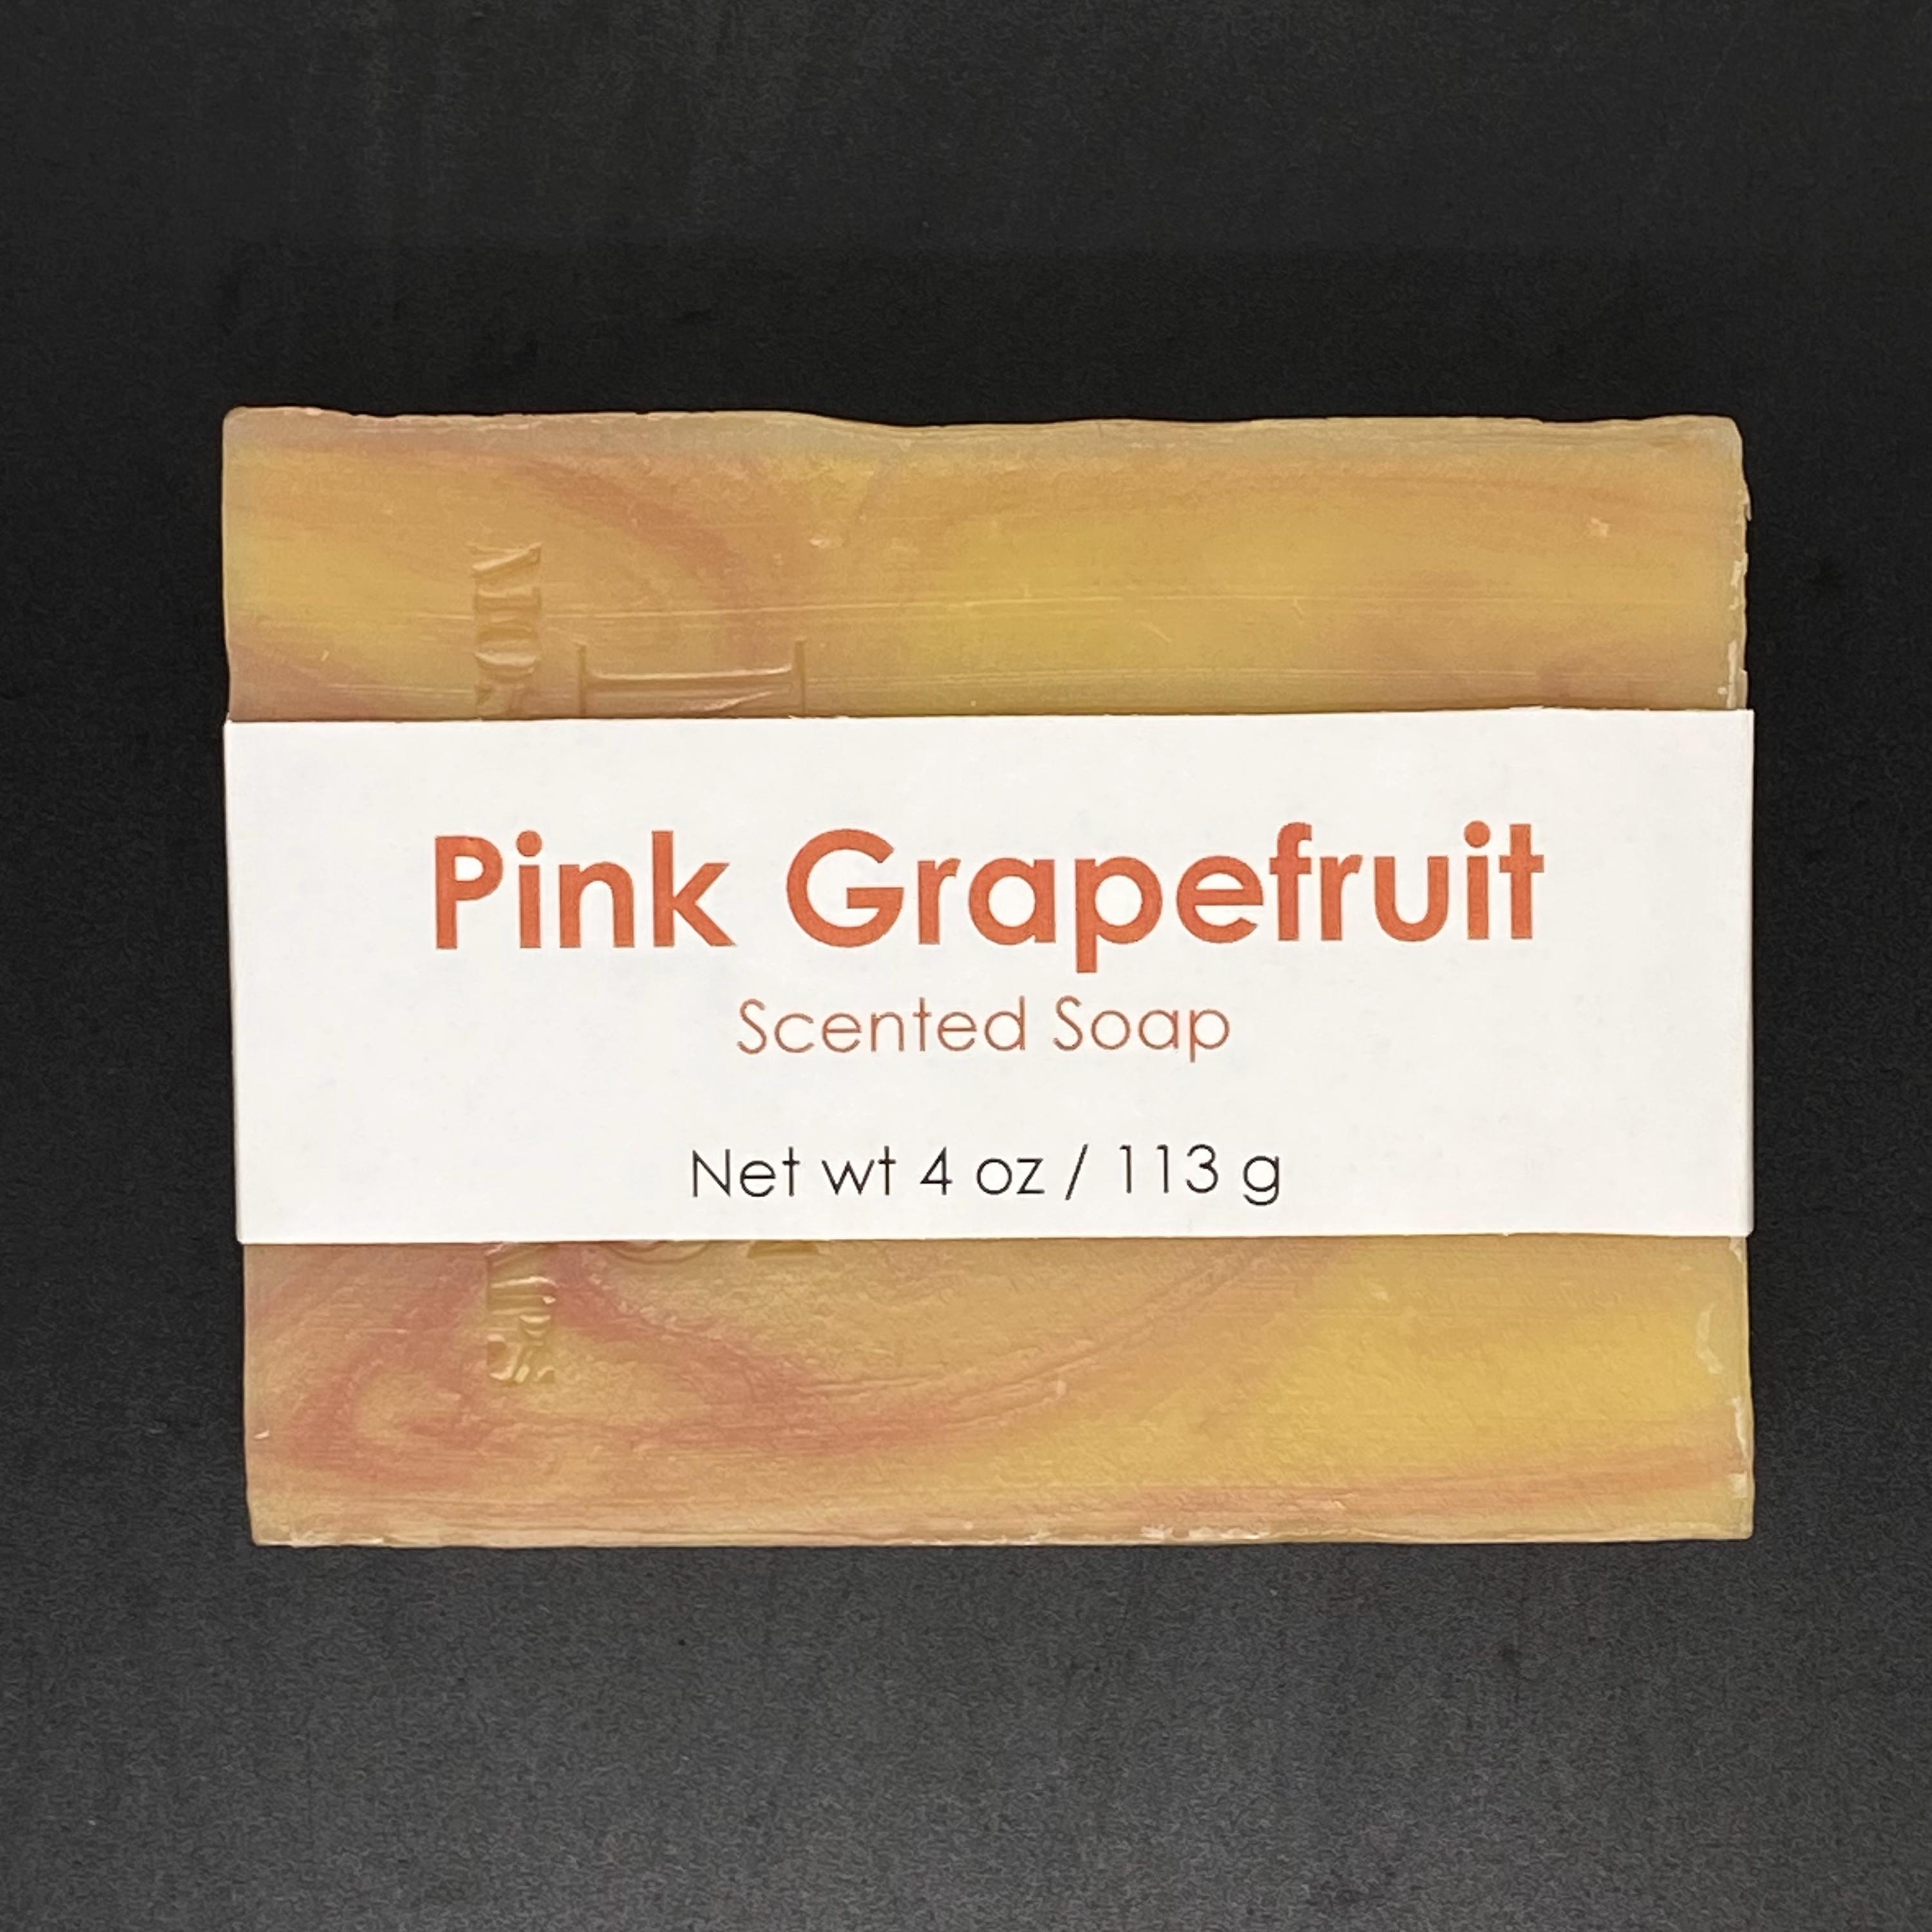 Pink Grapefruit
Scented Soap
Net wt 4 oz / 113 g